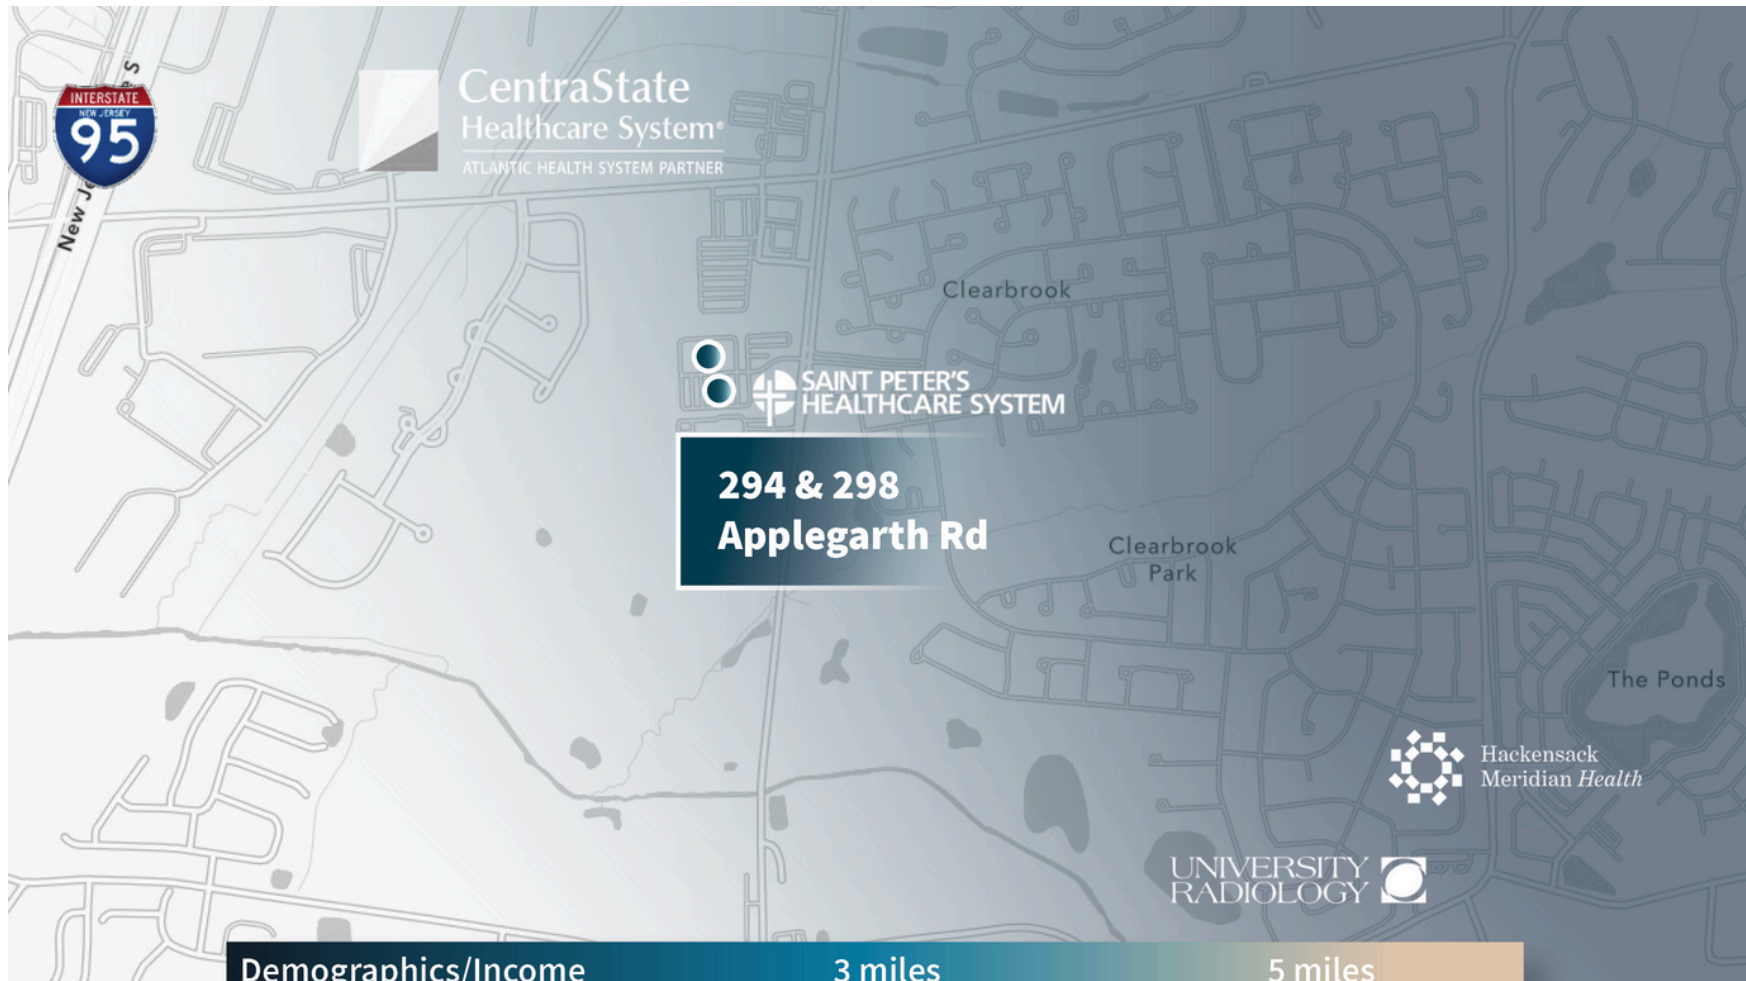 INTERSTATE
NEW JERSEY
95
New Je
e S
CentraState
Healthcare System®
ATLANTIC HEALTH SYSTEM PARTNER
Clearbrook
SAINT PETER'S
HEALTHCARE SYSTEM
294 & 298
Applegarth Rd
Clearbrook
Park
The Ponds
Hackensack
Meridian Health
UNIVERSITY
RADIOLOGY
Demographics/Income 3 miles 5 miles